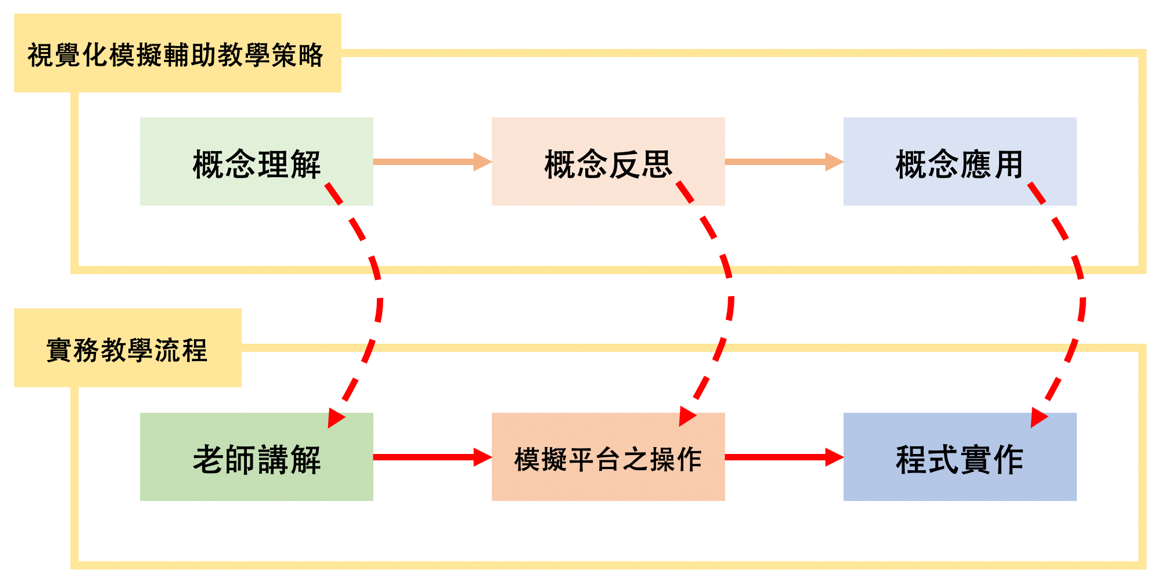 視覺化模擬輔助教學策略
概念理解
概念反思
概念應用
實務教學流程
老師講解
模擬平台之操作
程式實作